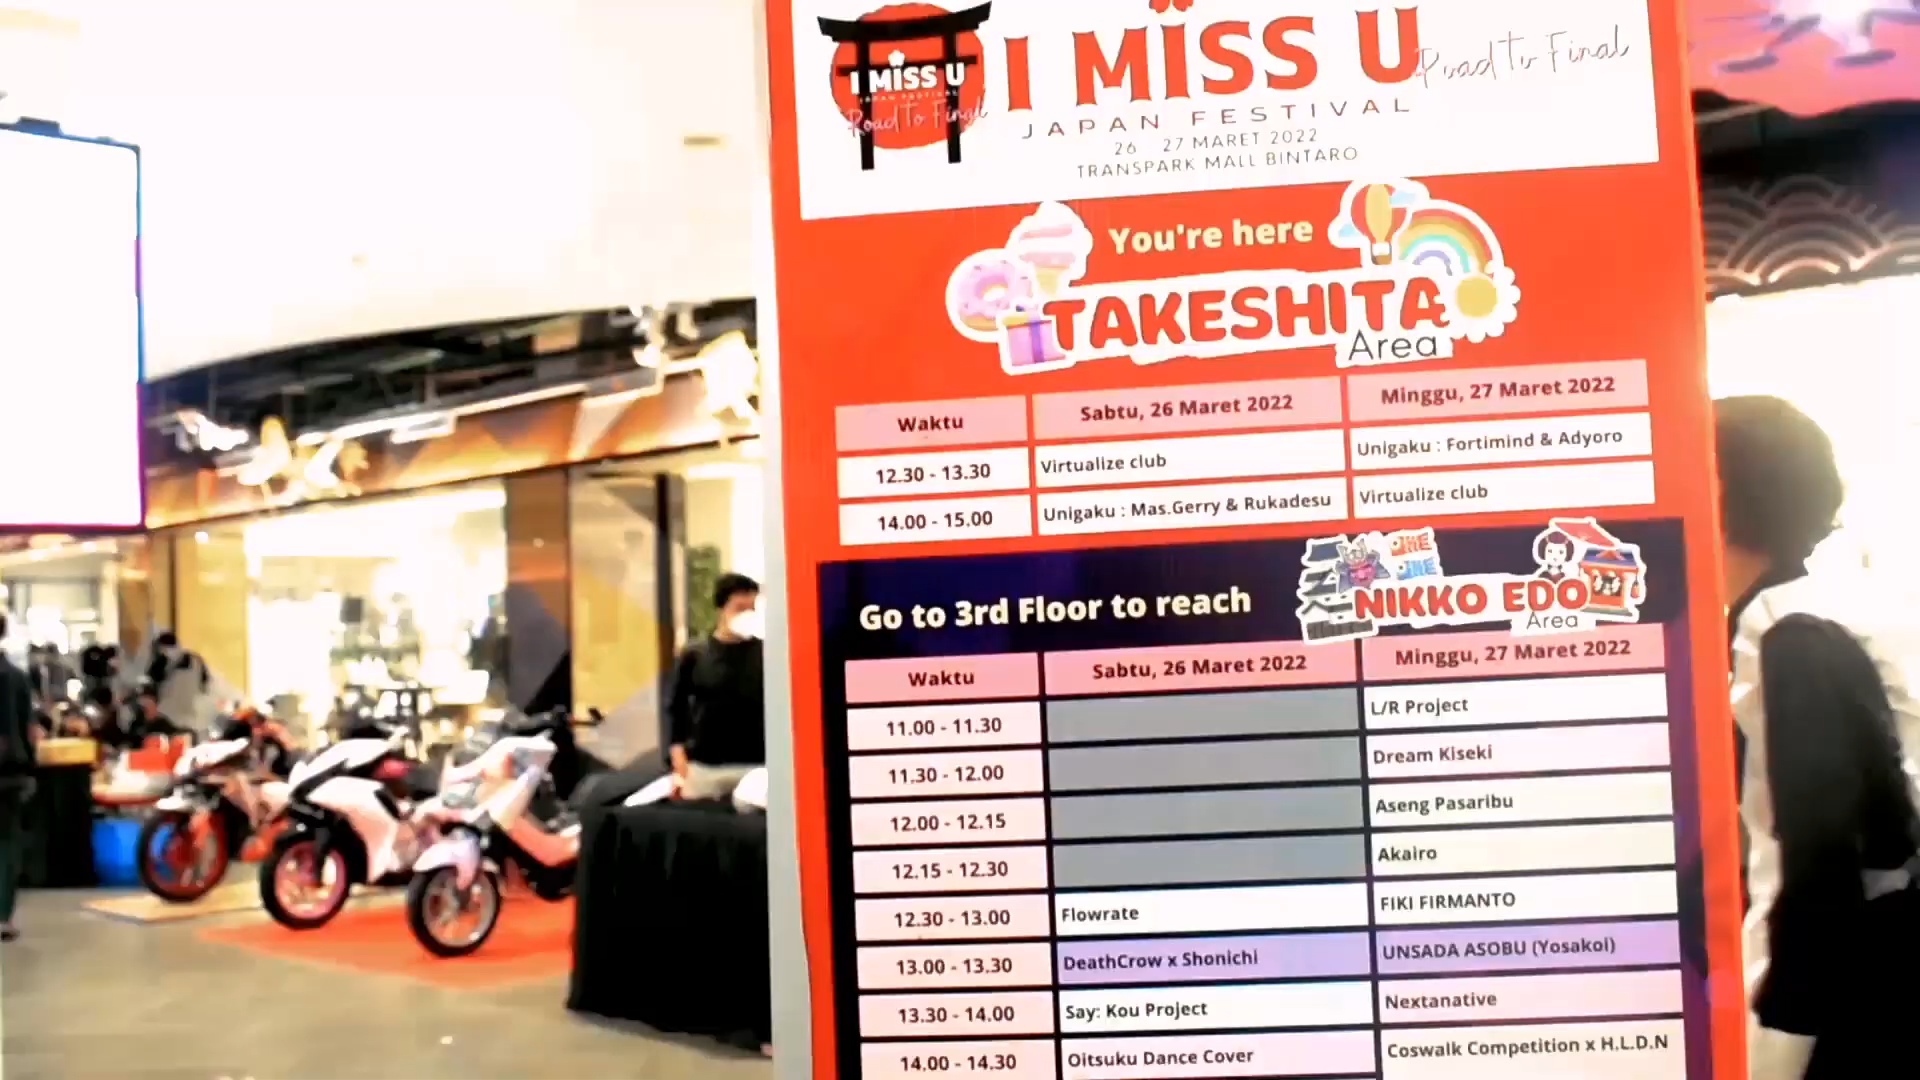 I MÏSS U
Road To Final
I MÏSS U Road To Final
JAPAN FESTIVAL
26 27 MARET 2022
TRANSPARK MALL BINTARO
You're here
TAKESHITA
Area
Waktu Sabtu, 26 Maret 2022 Minggu, 27 Maret 2022
12.30 - 13.30 Virtualize club Unigaku : Fortimind & Adyoro
14.00 - 15.00 Unigaku : Mas.Gerry & Rukadesu Virtualize club
Go to 3rd Floor to reach NIKKO EDO
Area
Waktu Sabtu, 26 Maret 2022 Minggu, 27 Maret 2022
11.00 - 11.30 L/R Project
11.30 - 12.00 Dream Kiseki
12.00 - 12.15 Aseng Pasaribu
12.15 - 12.30 Akairo
12.30 - 13.00 Flowrate FIKI FIRMANTO
13.00 - 13.30 DeathCrow x Shonichi UNSADA ASOBU (Yosakoi)
13.30 - 14.00 Say: Kou Project Nextanative
14.00 - 14.30 Oitsuku Dance Cover Coswalk Competition x H.L.D.N